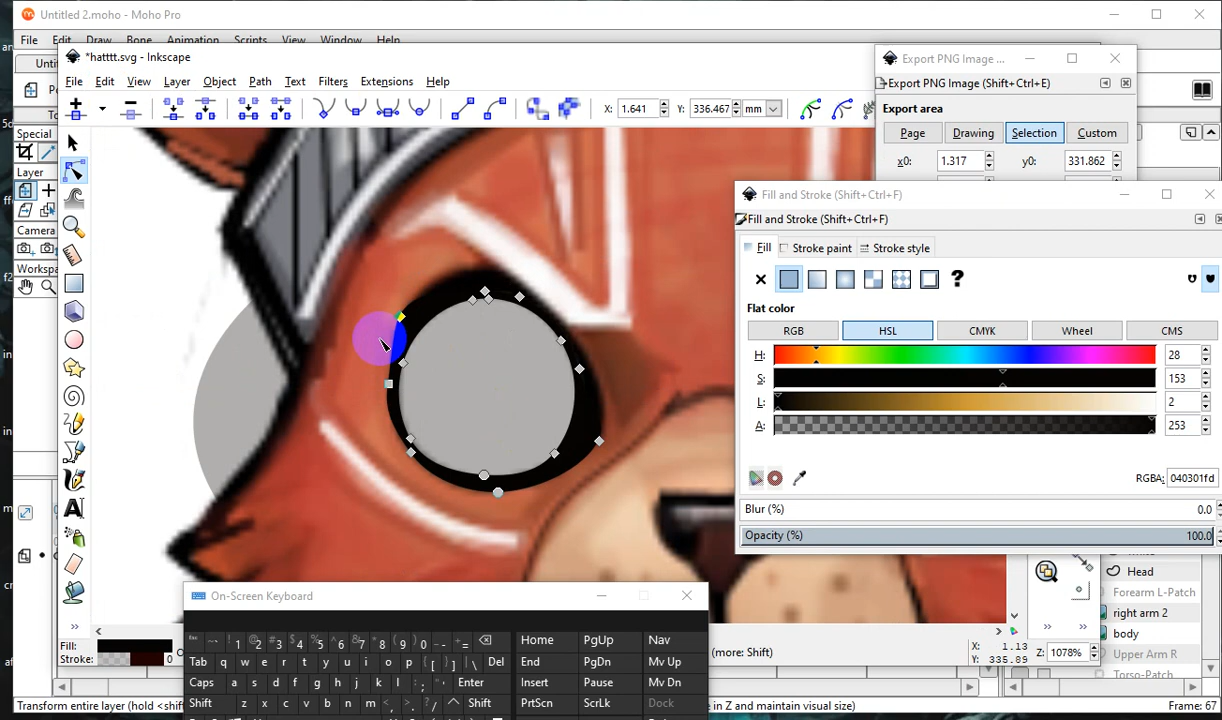 Untitled 2.moho - Moho Pro
File Edit Draw Bone Animation Scripts View Window Help
*hatttt.svg - Inkscape
Export PNG Image ...
File Edit View Layer Object Path Text Filters Extensions Help
Export PNG Image (Shift+Ctrl+E)
X: 1.641 Y: 336.467 mm
Export area
Page Drawing Selection Custom
x0: 1.317 y0: 331.862
Special
Layer
Camera
Worksp
Fill and Stroke (Shift+Ctrl+F)
Fill and Stroke (Shift+Ctrl+F)
Fill Stroke paint Stroke style
Flat color
RGB HSL CMYK Wheel CMS
H: 28
S: 153
L: 2
A: 253
RGBA: 040301fd
Blur (%) 0.0
Opacity (%) 100.0
Head
Forearm L-Patch
right arm 2
body
Upper Arm R
Torso-Patch
On-Screen Keyboard
Home PgUp Nav
Tab q w e r t y u i o p [ ] \ Del End PgDn Mv Up
Caps a s d f g h j k l ; ' Enter Insert Pause Mv Dn
Shift z x c v b n m , . / Shift PrtScn ScrLk Dock
Fill:
Stroke:
(more: Shift)
X: 1.13
Y: 335.89
Z: 1078%
Transform entire layer (hold <shift
in Z and maintain visual size)
Frame: 67